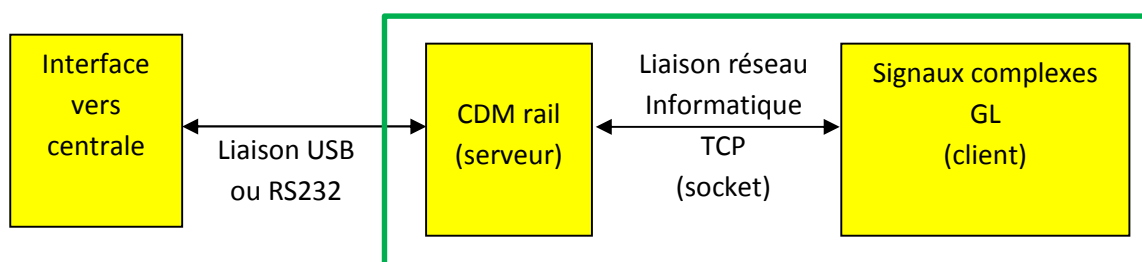 Interface
vers
centrale
Liaison USB
ou RS232
CDM rail
(serveur)
Liaison réseau
Informatique
TCP
(socket)
Signaux complexes
GL
(client)